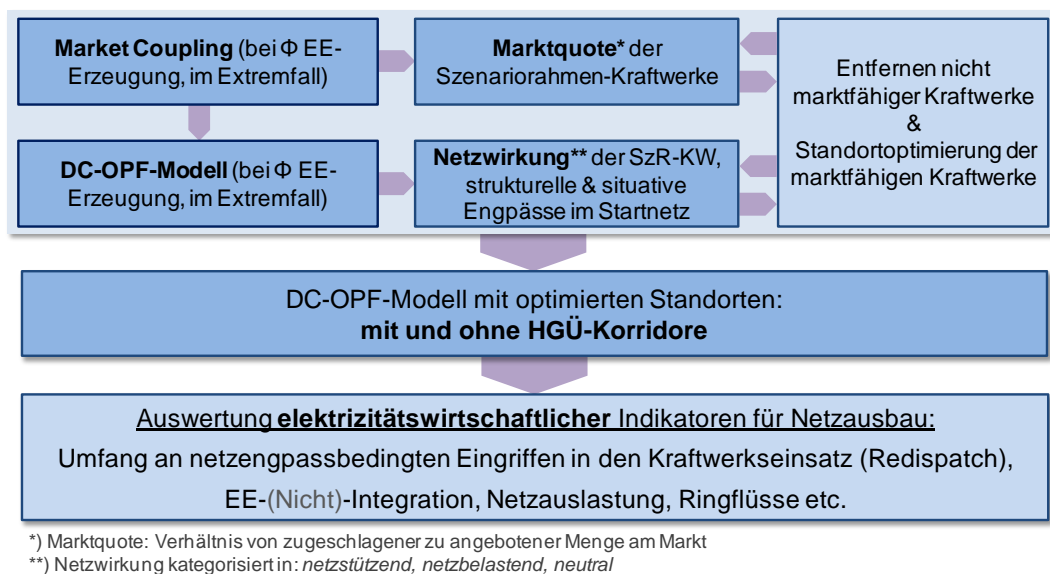 Market Coupling (bei Φ EE-
Erzeugung, im Extremfall)
Marktquote* der
Szenariorahmen-Kraftwerke
Entfernen nicht
marktfähiger Kraftwerke
&
Standortoptimierung der
marktfähigen Kraftwerke
DC-OPF-Modell (bei Φ EE-
Erzeugung, im Extremfall)
Netzwirkung** der SzR-KW,
strukturelle & situative
Engpässe im Startnetz
DC-OPF-Modell mit optimierten Standorten:
mit und ohne HGÜ-Korridore
Auswertung elektrizitätswirtschaftlicher Indikatoren für Netzausbau:
Umfang an netzengpassbedingten Eingriffen in den Kraftwerkseinsatz (Redispatch),
EE-(Nicht)-Integration, Netzauslastung, Ringflüsse etc.
*) Marktquote: Verhältnis von zugeschlagener zu angebotener Menge am Markt
**) Netzwirkung kategorisiert in: netzstützend, netzbelastend, neutral